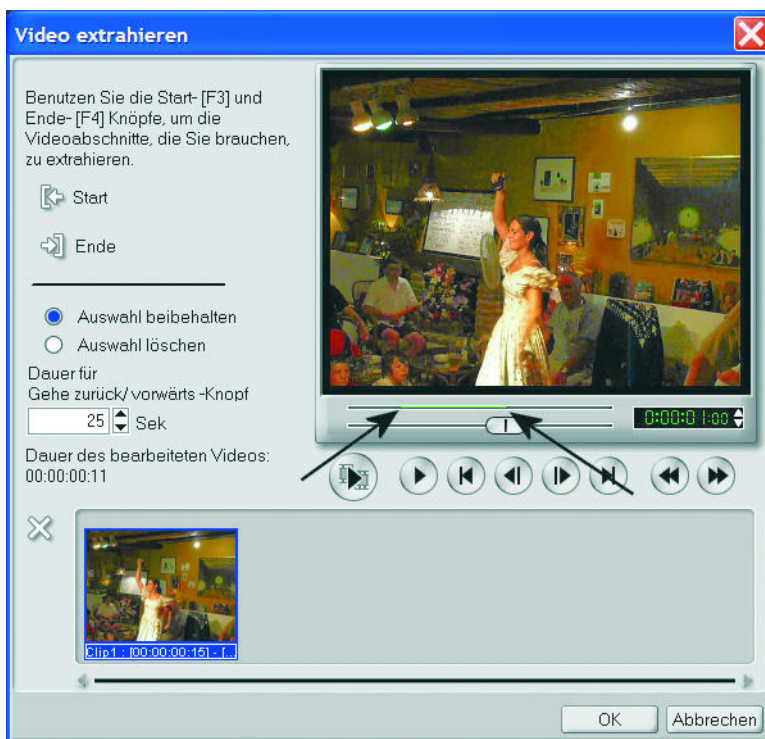 Video extrahieren
Benutzen Sie die Start- [F3] und
Ende- [F4] Knöpfe, um die
Videoabschnitte, die Sie brauchen,
zu extrahieren.
Start
Ende
Auswahl beibehalten
Auswahl löschen
Dauer für
Gehe zurück/ vorwärts -Knopf
25 Sek
0:00:01:00
Dauer des bearbeiteten Videos:
00:00:00:11
Clip1 : [00:00:00:15] - [...
OK
Abbrechen